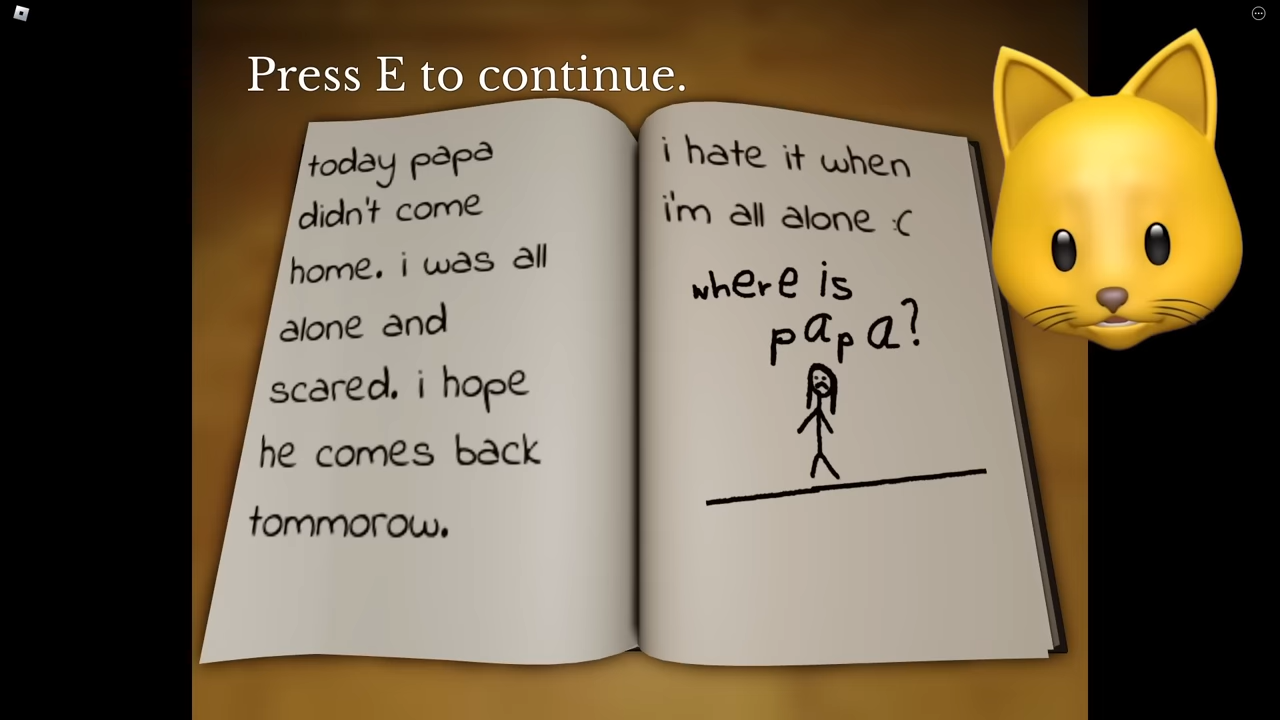 Press E to continue.
today papa
didn't come
home. i was all
alone and
scared. i hope
he comes back
tommorow.
i hate it when
i'm all alone :(
where is
papa?